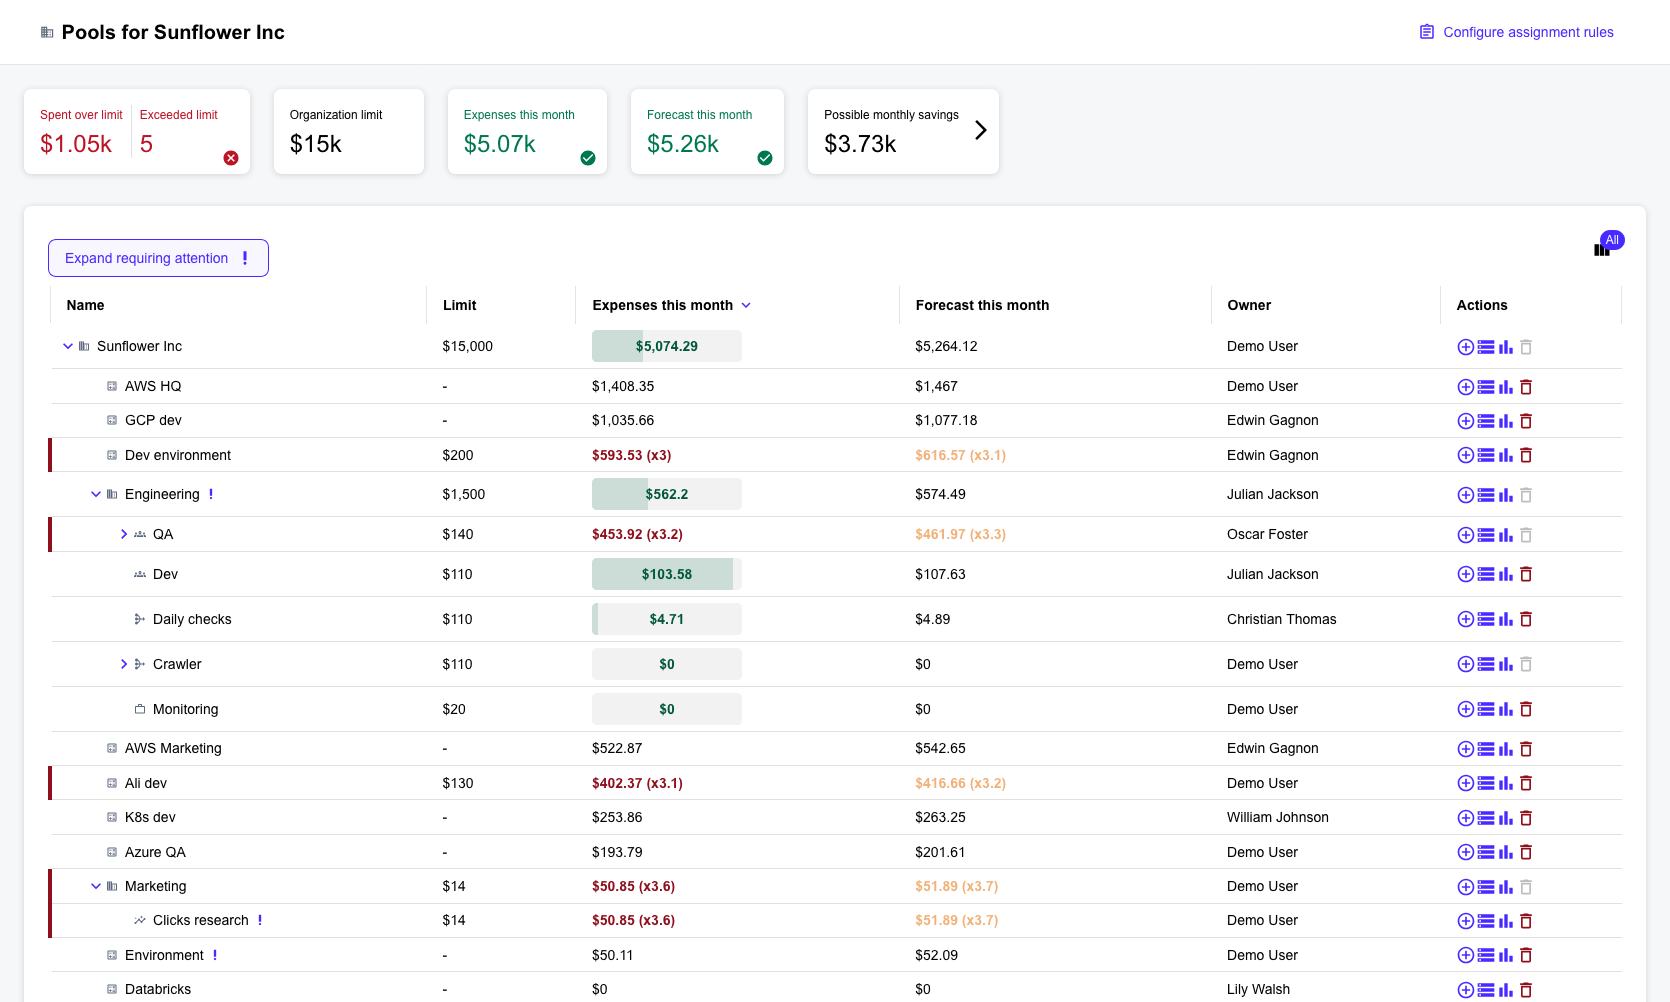 Pools for Sunflower Inc
Configure assignment rules
Spent over limit
$1.05k
Exceeded limit
5
Organization limit
$15k
Expenses this month
$5.07k
Forecast this month
$5.26k
Possible monthly savings
$3.73k
Expand requiring attention !
All
Name Limit Expenses this month Forecast this month Owner Actions
Sunflower Inc $15,000 $5,074.29 $5,264.12 Demo User
AWS HQ - $1,408.35 $1,467 Demo User
GCP dev - $1,035.66 $1,077.18 Edwin Gagnon
Dev environment $200 $593.53 (x3) $616.57 (x3.1) Edwin Gagnon
Engineering ! $1,500 $562.2 $574.49 Julian Jackson
QA $140 $453.92 (x3.2) $461.97 (x3.3) Oscar Foster
Dev $110 $103.58 $107.63 Julian Jackson
Daily checks $110 $4.71 $4.89 Christian Thomas
Crawler $110 $0 $0 Demo User
Monitoring $20 $0 $0 Demo User
AWS Marketing - $522.87 $542.65 Edwin Gagnon
Ali dev $130 $402.37 (x3.1) $416.66 (x3.2) Demo User
K8s dev - $253.86 $263.25 William Johnson
Azure QA - $193.79 $201.61 Demo User
Marketing $14 $50.85 (x3.6) $51.89 (x3.7) Demo User
Clicks research ! $14 $50.85 (x3.6) $51.89 (x3.7) Demo User
Environment ! - $50.11 $52.09 Demo User
Databricks - $0 $0 Lily Walsh